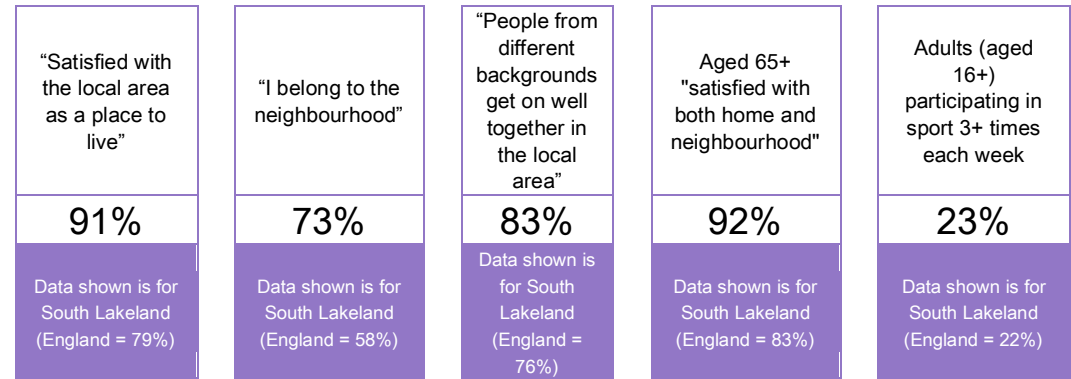 “Satisfied with
the local area
as a place to
live”
91%
Data shown is for
South Lakeland
(England = 79%)
“I belong to the
neighbourhood”
73%
Data shown is for
South Lakeland
(England = 58%)
“People from
different
backgrounds
get on well
together in
the local
area”
83%
Data shown is
for South
Lakeland
(England =
76%)
Aged 65+
"satisfied with
both home and
neighbourhood"
92%
Data shown is for
South Lakeland
(England = 83%)
Adults (aged
16+)
participating in
sport 3+ times
each week
23%
Data shown is for
South Lakeland
(England = 22%)